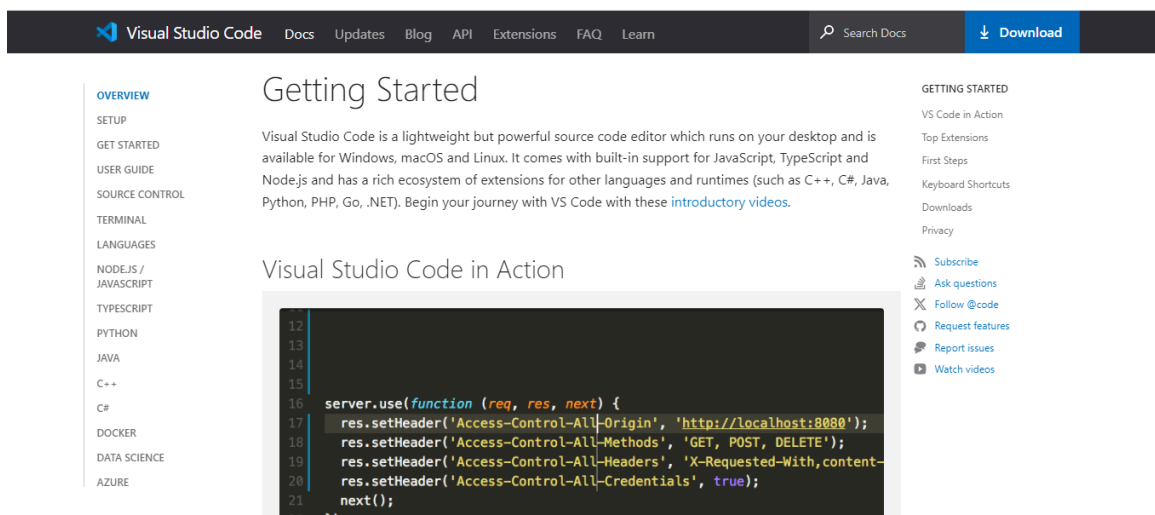 Visual Studio Code Docs Updates Blog API Extensions FAQ Learn Search Docs Download
OVERVIEW
SETUP
GET STARTED
USER GUIDE
SOURCE CONTROL
TERMINAL
LANGUAGES
NODE.JS /
JAVASCRIPT
TYPESCRIPT
PYTHON
JAVA
C++
C#
DOCKER
DATA SCIENCE
AZURE
Getting Started
Visual Studio Code is a lightweight but powerful source code editor which runs on your desktop and is
available for Windows, macOS and Linux. It comes with built-in support for JavaScript, TypeScript and
Node.js and has a rich ecosystem of extensions for other languages and runtimes (such as C++, C#, Java,
Python, PHP, Go, .NET). Begin your journey with VS Code with these introductory videos.
Visual Studio Code in Action
12
13
14
15
16 server.use(function (req, res, next) {
17 res.setHeader('Access-Control-All-Origin', 'http://localhost:8080');
18 res.setHeader('Access-Control-All-Methods', 'GET, POST, DELETE');
19 res.setHeader('Access-Control-All-Headers', 'X-Requested-With,content-
20 res.setHeader('Access-Control-All-Credentials', true);
21 next();
GETTING STARTED
VS Code in Action
Top Extensions
First Steps
Keyboard Shortcuts
Downloads
Privacy
Subscribe
Ask questions
Follow @code
Request features
Report issues
Watch videos